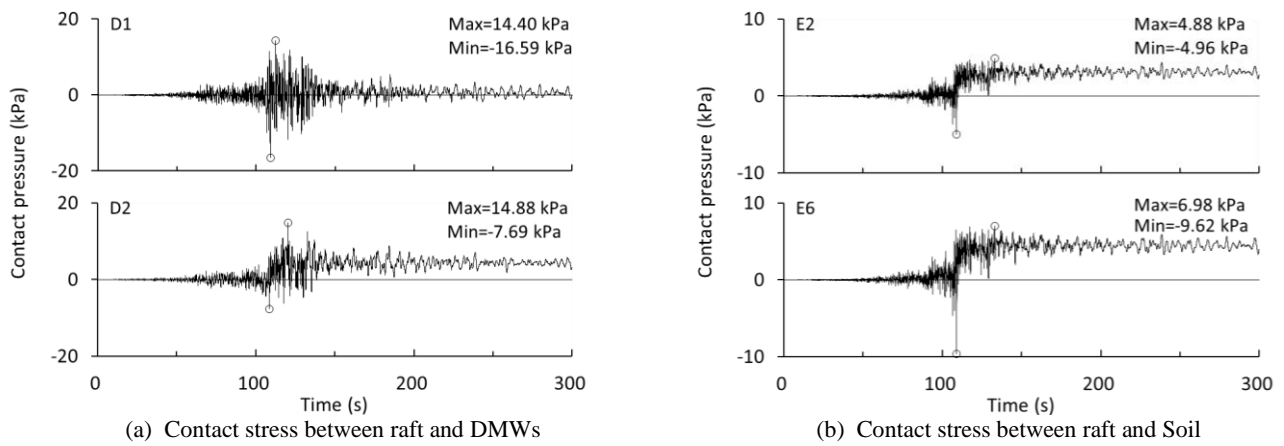 D1
Max=14.40 kPa
Min=-16.59 kPa
20
0
-20
D2
Max=14.88 kPa
Min=-7.69 kPa
20
0
-20
Contact pressure (kPa)
0 100 200 300
Time (s)
(a) Contact stress between raft and DMWs
E2
Max=4.88 kPa
Min=-4.96 kPa
10
0
-10
E6
Max=6.98 kPa
Min=-9.62 kPa
10
0
-10
Contact pressure (kPa)
0 100 200 300
Time (s)
(b) Contact stress between raft and Soil